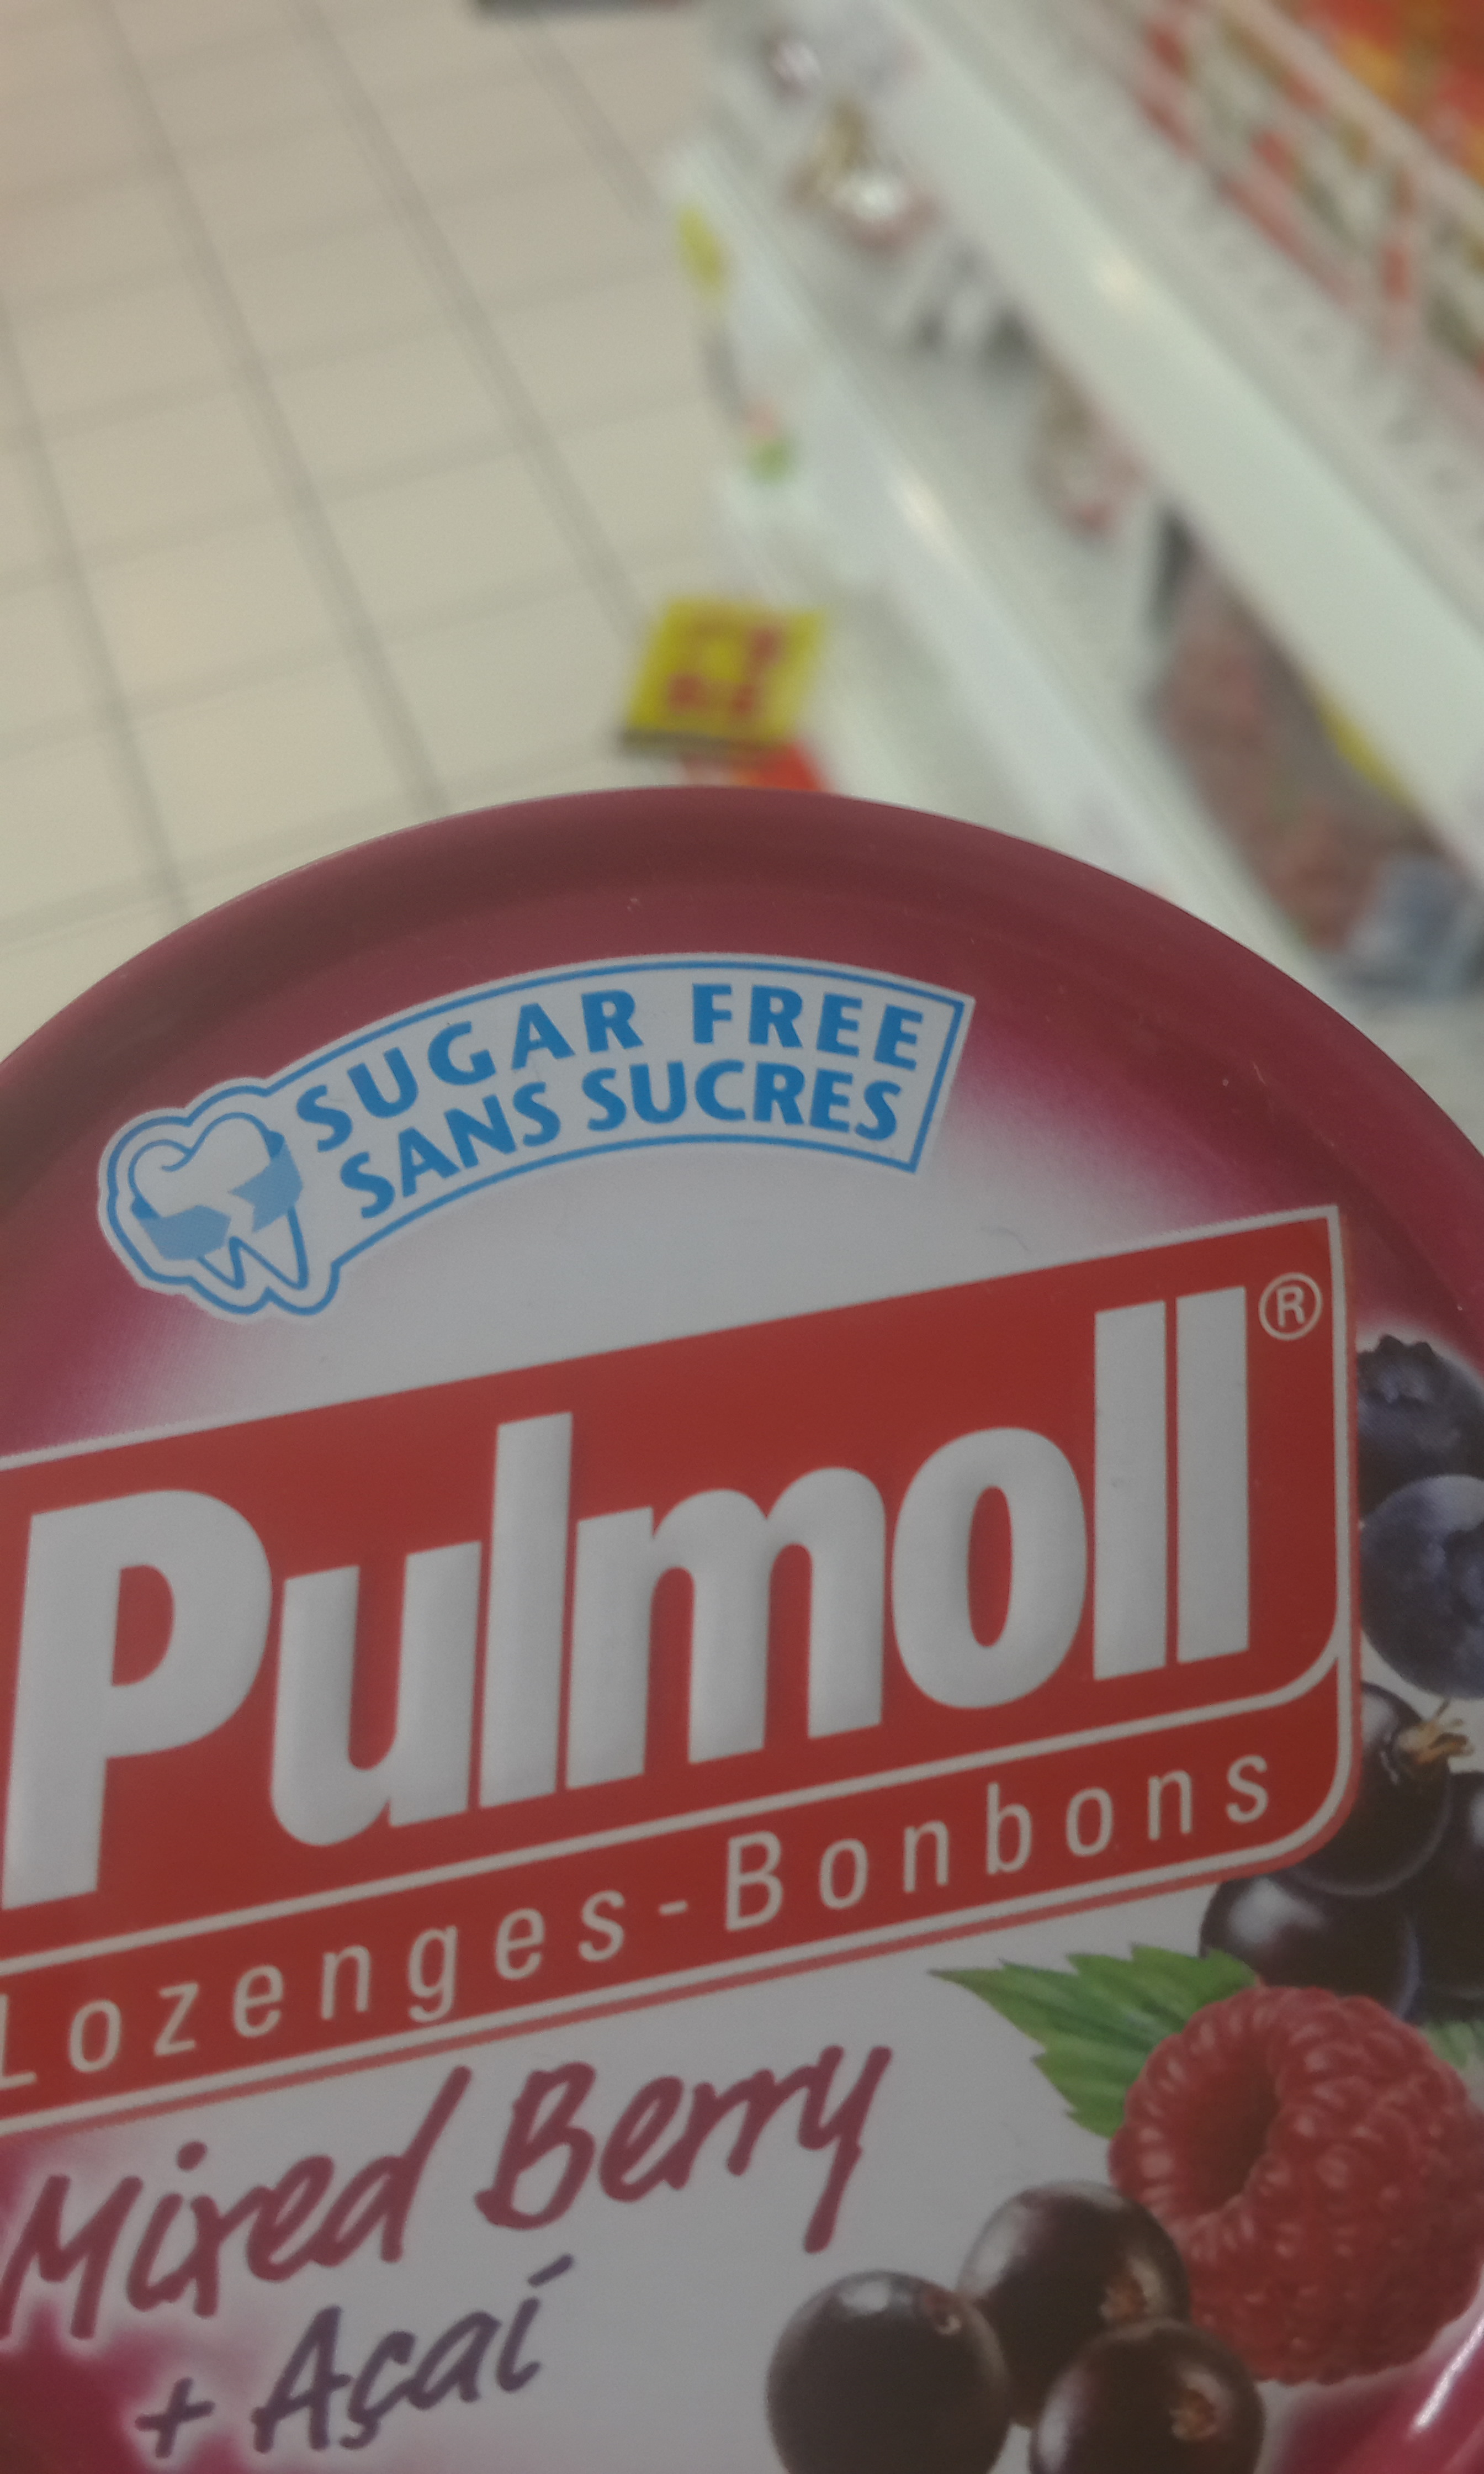 SUGAR FREE
SANS SUCRES
Pulmoll®
Lozenges-Bonbons
Mixed Berry
+ Açaí